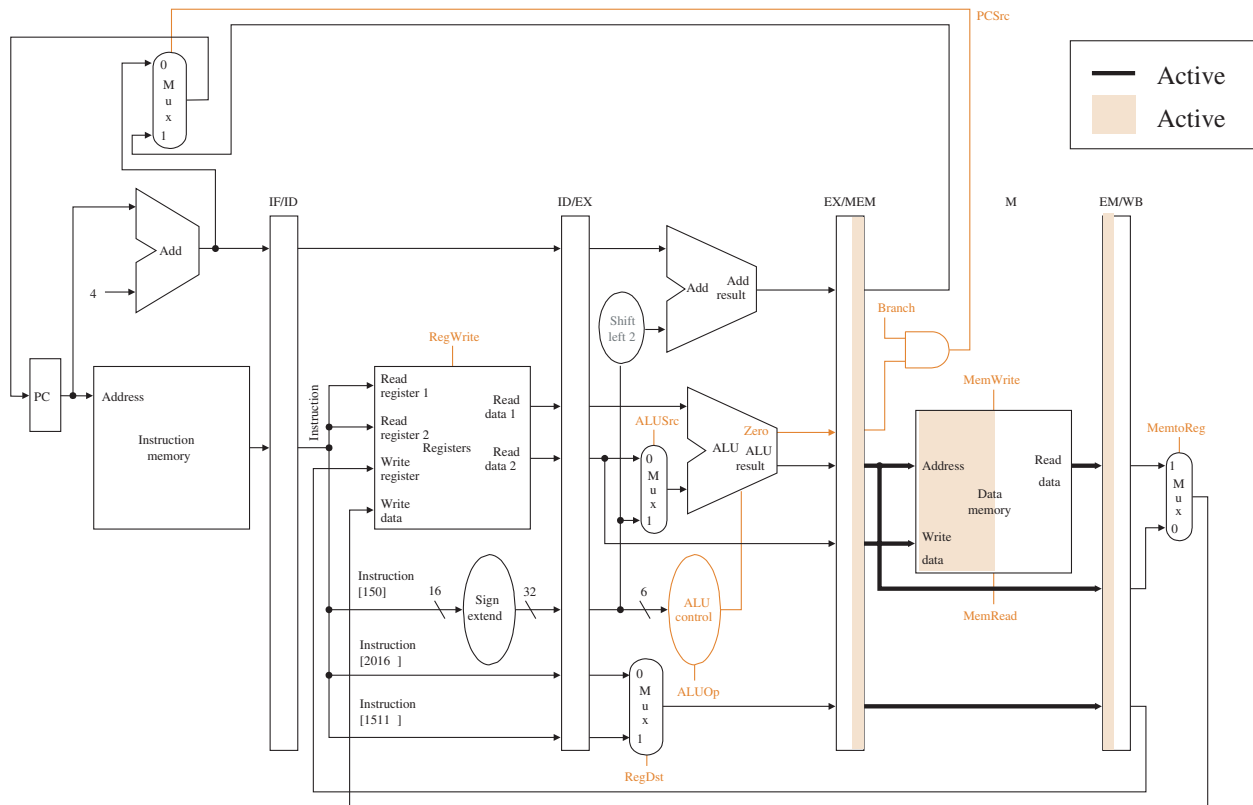 PCSrc
0
M
u
x
1
Active
Active
IF/ID
ID/EX
EX/MEM
M
EM/WB
Add
4
Add
Add
result
Shift
left 2
Branch
RegWrite
MemWrite
PC
Address
Instruction
memory
Instruction
Read
register 1
Read
register 2
Write
register
Write
data
Registers
Read
data 1
Read
data 2
ALUSrc
0
M
u
x
1
Zero
ALU
ALU
result
Address
Write
data
Data
memory
Read
data
MemtoReg
1
M
u
x
0
Instruction
[150]
16
Sign
extend
32
6
ALU
control
MemRead
Instruction
[2016 ]
ALUOp
Instruction
[1511 ]
0
M
u
x
1
RegDst